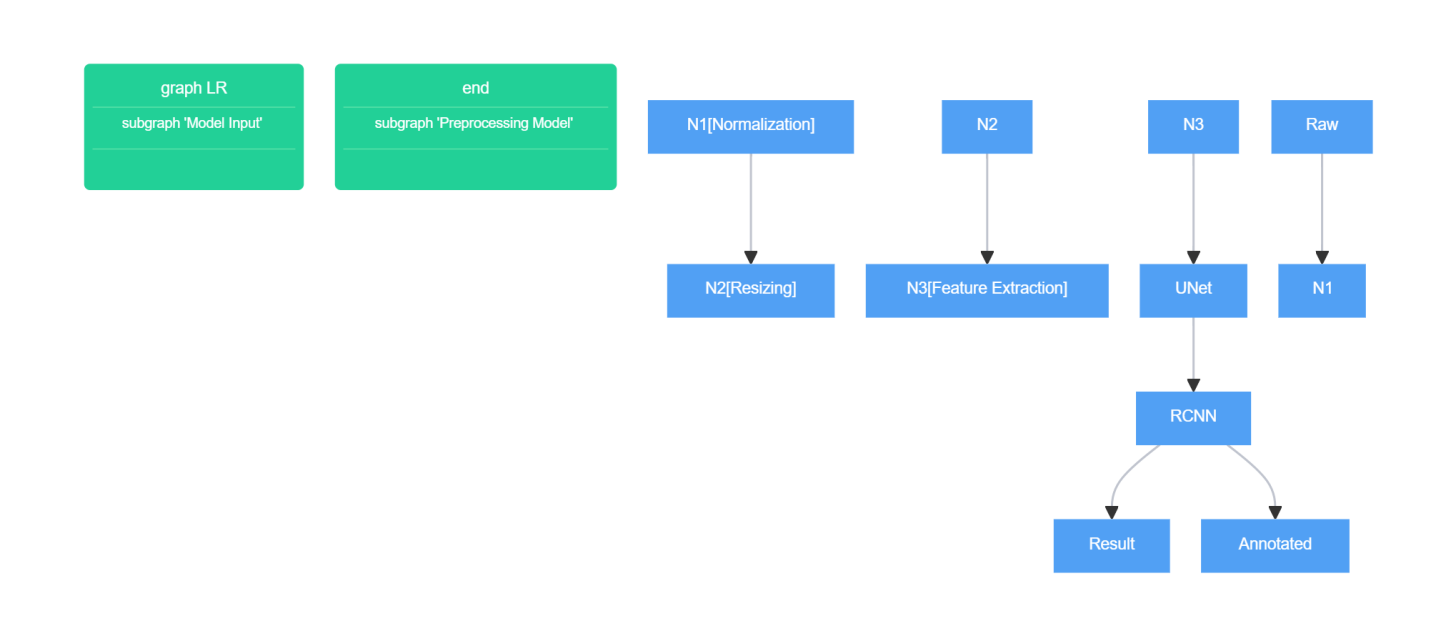 graph LR
subgraph 'Model Input'
end
subgraph 'Preprocessing Model'
N1[Normalization]
N2
N3
Raw
N2[Resizing]
N3[Feature Extraction]
UNet
N1
RCNN
Result
Annotated